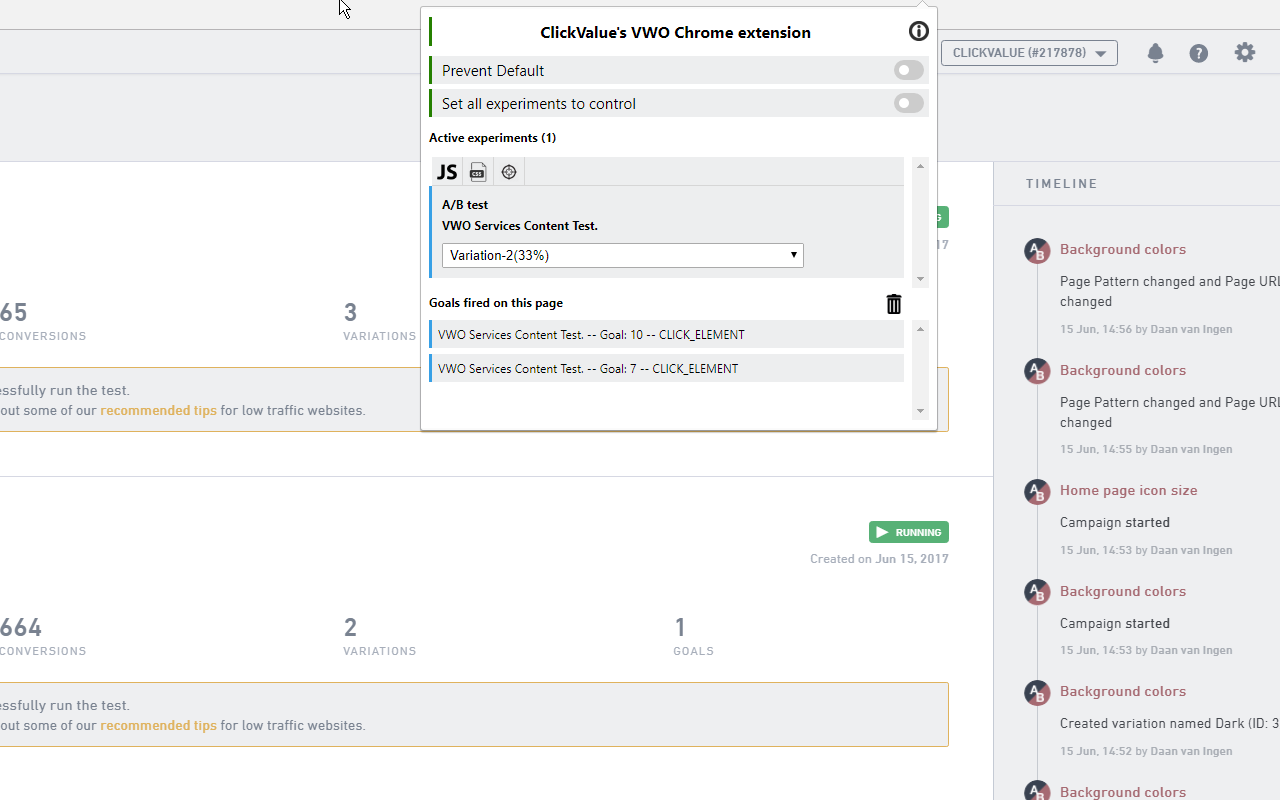 ClickValue's VWO Chrome extension
Prevent Default
Set all experiments to control
Active experiments (1)
JS
CSS
A/B test
VWO Services Content Test.
Variation-2(33%)
Goals fired on this page
VWO Services Content Test. -- Goal: 10 -- CLICK_ELEMENT
VWO Services Content Test. -- Goal: 7 -- CLICK_ELEMENT
CLICKVALUE (#217878)
G
17
65
CONVERSIONS
3
VARIATIONS
essfully run the test.
out some of our recommended tips for low traffic websites.
RUNNING
Created on Jun 15, 2017
664
CONVERSIONS
2
VARIATIONS
1
GOALS
essfully run the test.
out some of our recommended tips for low traffic websites.
TIMELINE
AB
Background colors
Page Pattern changed and Page URL
changed
15 Jun, 14:56 by Daan van Ingen
AB
Background colors
Page Pattern changed and Page URL
changed
15 Jun, 14:55 by Daan van Ingen
AB
Home page icon size
Campaign started
15 Jun, 14:53 by Daan van Ingen
AB
Background colors
Campaign started
15 Jun, 14:53 by Daan van Ingen
AB
Background colors
Created variation named Dark (ID: 3
15 Jun, 14:52 by Daan van Ingen
AB
Background colors